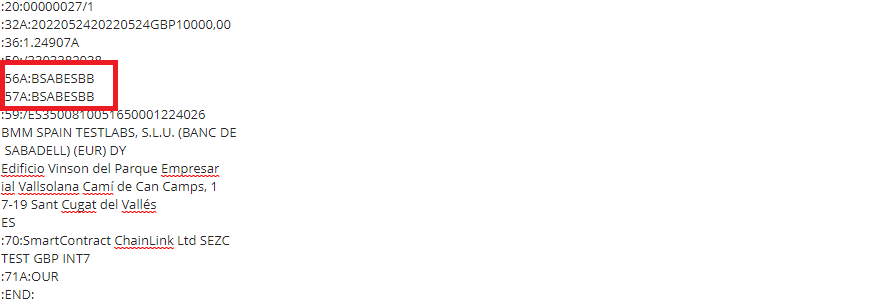 :20:00000027/1
:32A:2022052420220524GBP10000,00
:36:1.24907A
:50:/2202282028
56A:BSABESBB
57A:BSABESBB
:59:/ES3500810051650001224026
BMM SPAIN TESTLABS, S.L.U. (BANC DE
SABADELL) (EUR) DY
Edificio Vinson del Parque Empresar
ial Vallsolana Camí de Can Camps, 1
7-19 Sant Cugat del Vallés
ES
:70:SmartContract ChainLink Ltd SEZC
TEST GBP INT7
:71A:OUR
:END: